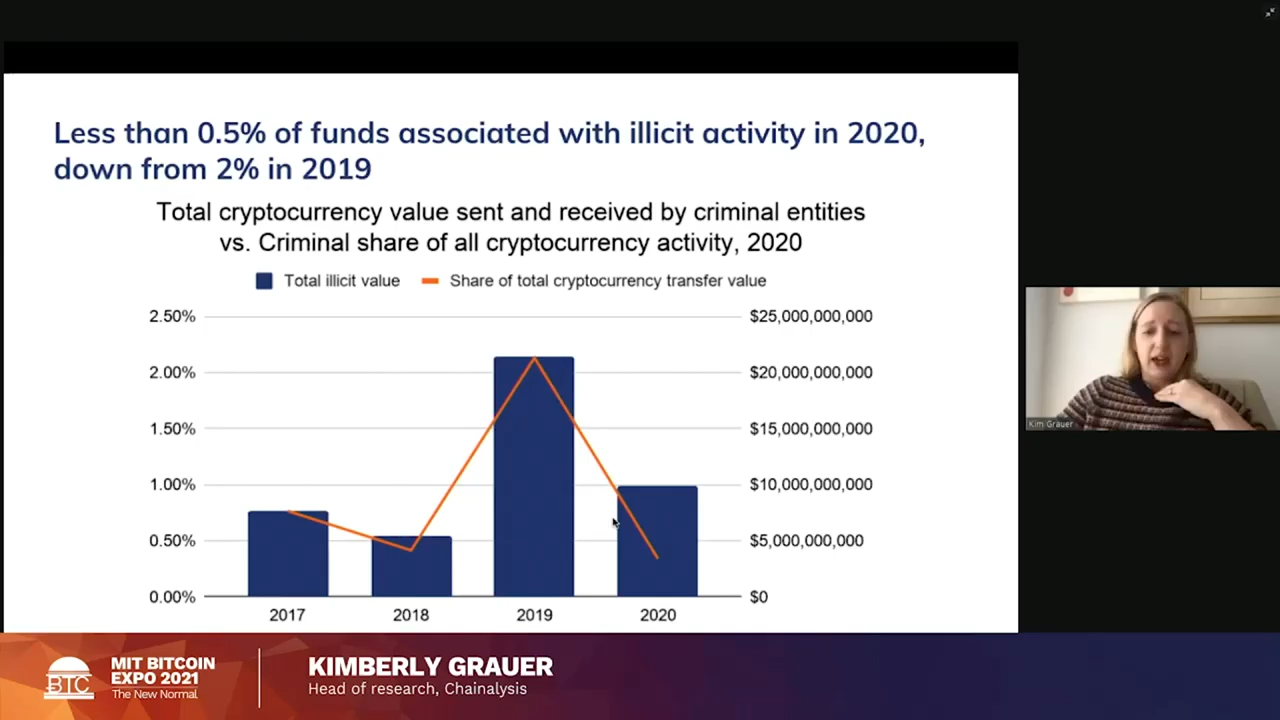 Less than 0.5% of funds associated with illicit activity in 2020,
down from 2% in 2019
Total cryptocurrency value sent and received by criminal entities
vs. Criminal share of all cryptocurrency activity, 2020
Total illicit value
Share of total cryptocurrency transfer value
2.50%
$25,000,000,000
2.00%
$20,000,000,000
1.50%
$15,000,000,000
1.00%
$10,000,000,000
0.50%
$5,000,000,000
0.00%
$0
2017
2018
2019
2020
Kim Grauer
BTC
MIT BITCOIN
EXPO 2021
The New Normal
KIMBERLY GRAUER
Head of research, Chainalysis